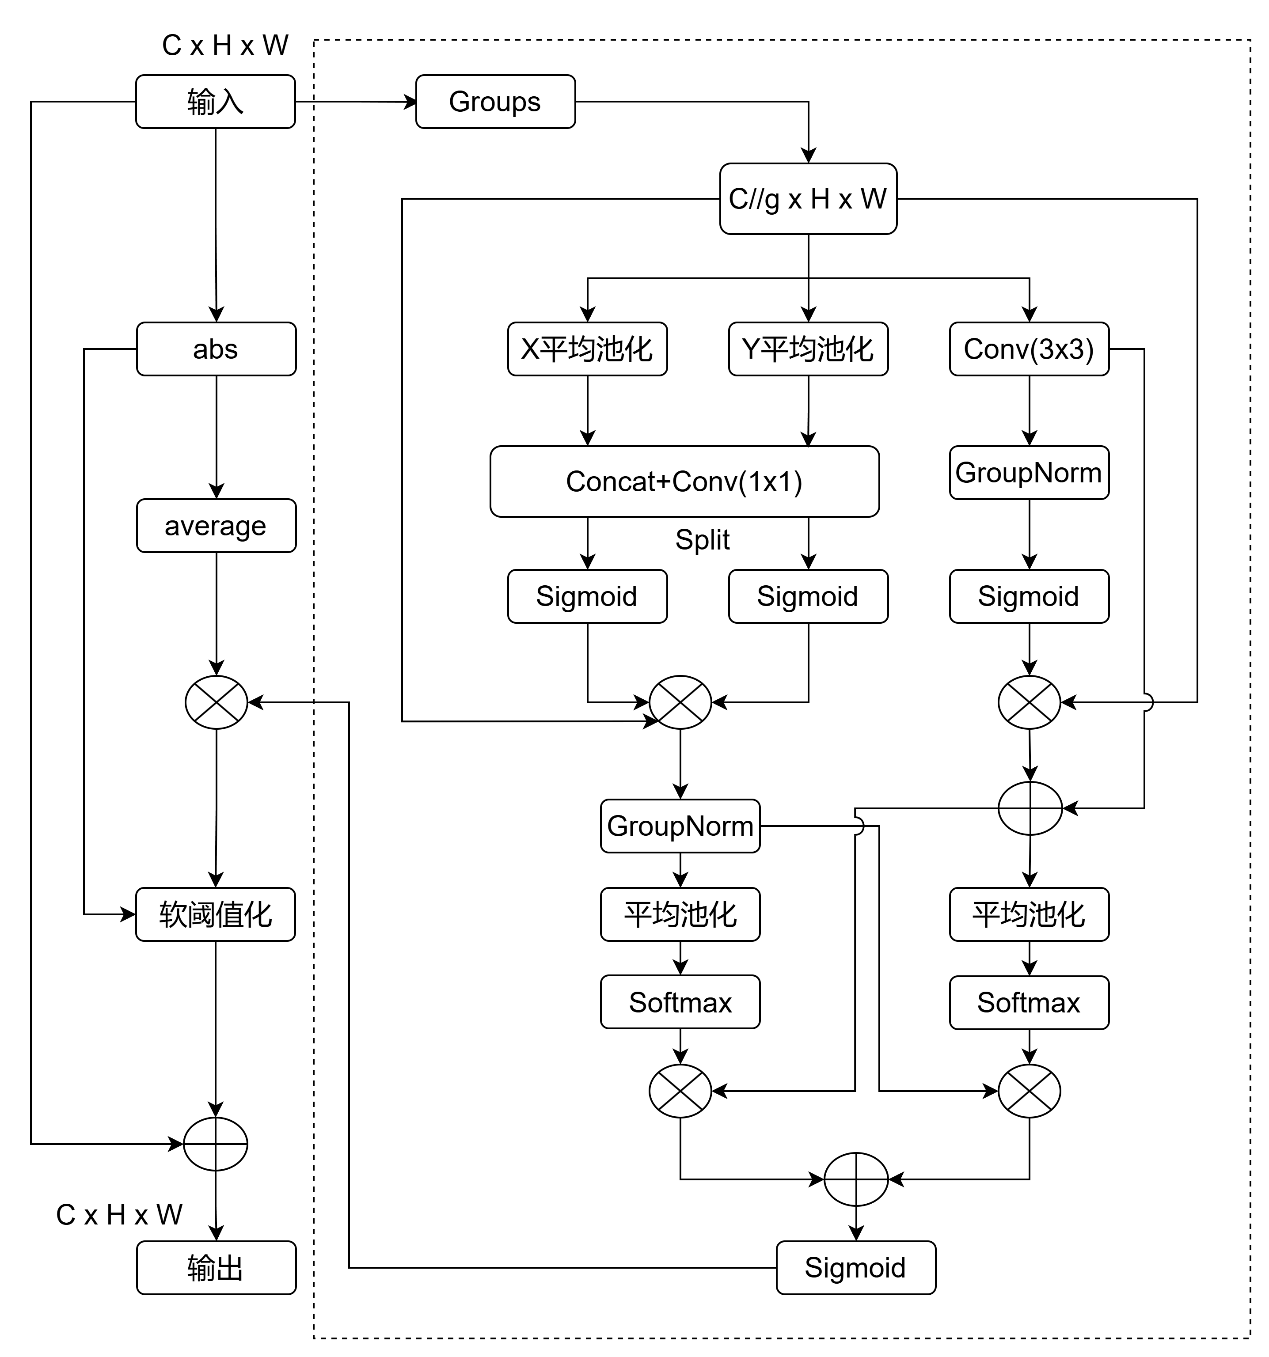 C x H x W
输入
Groups
C//g x H x W
abs
X平均池化
Y平均池化
Conv(3x3)
Concat+Conv(1x1)
GroupNorm
average
Split
Sigmoid
Sigmoid
Sigmoid
GroupNorm
软阈值化
平均池化
平均池化
Softmax
Softmax
C x H x W
输出
Sigmoid